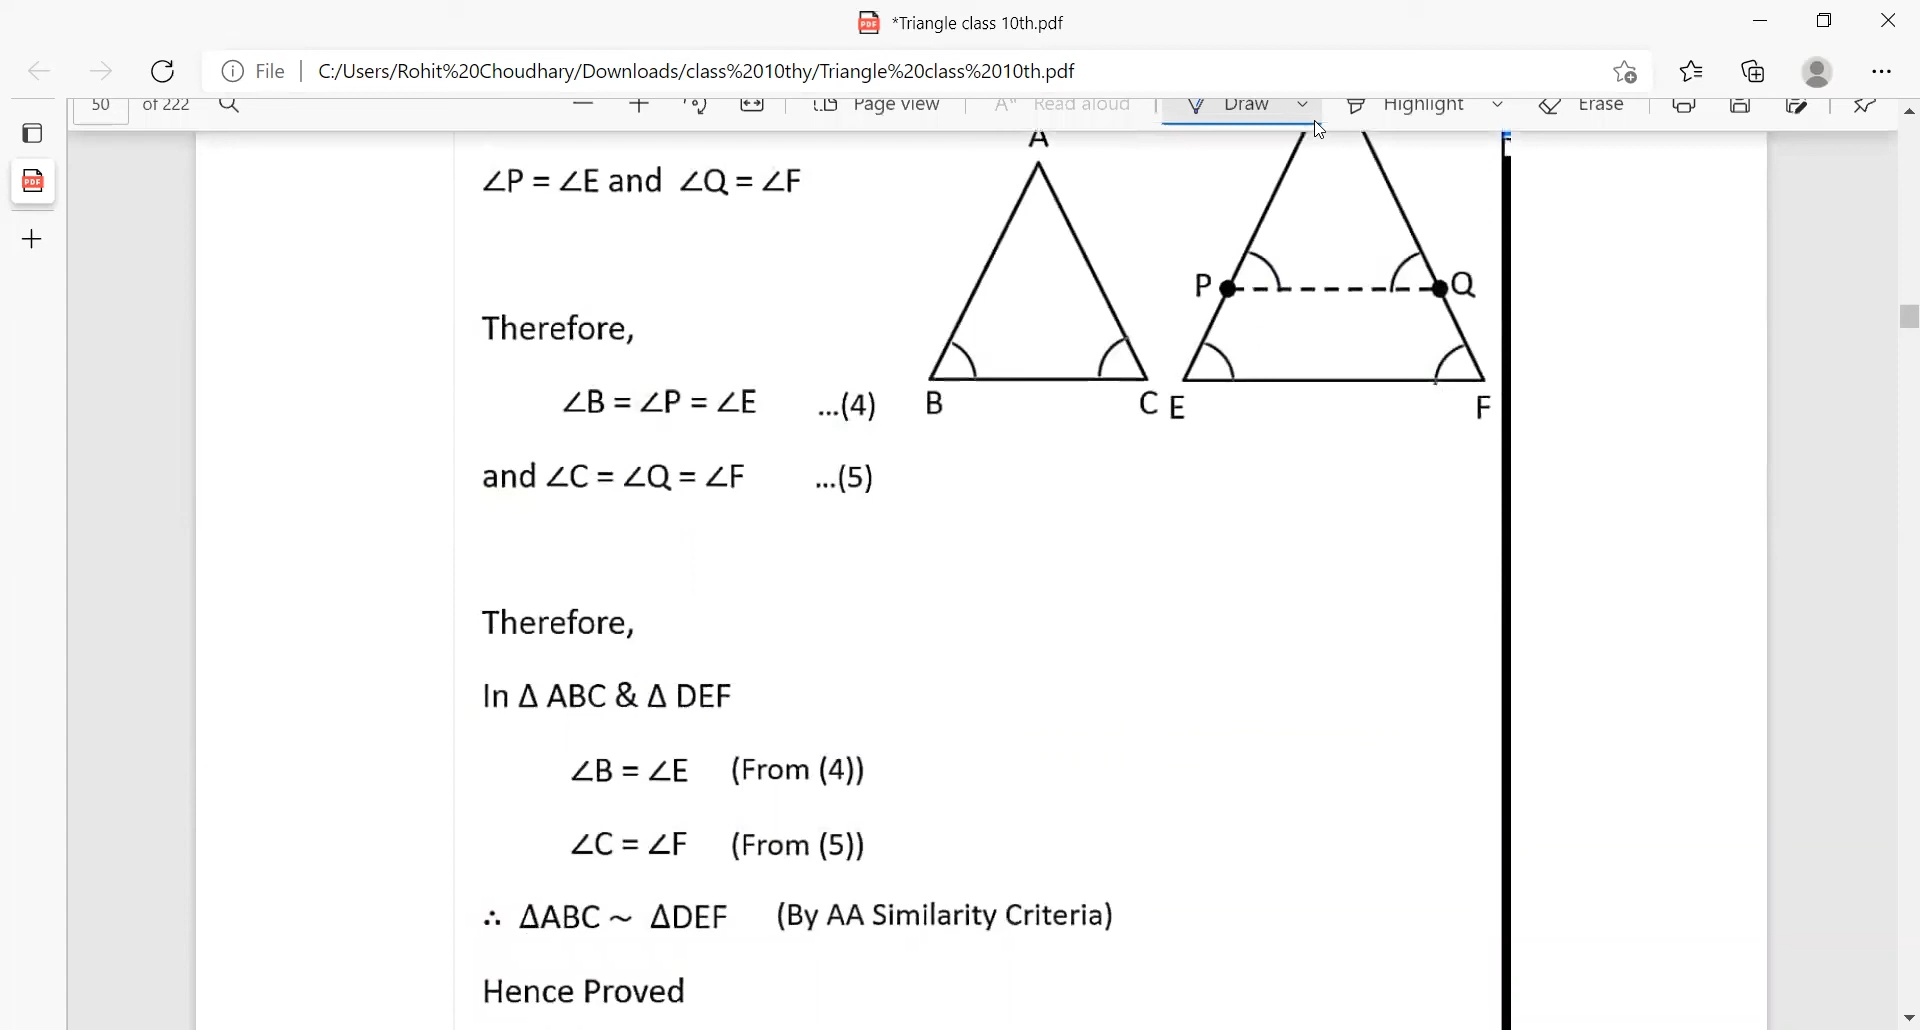 *Triangle class 10th.pdf
File | C:/Users/Rohit%20Choudhary/Downloads/class%2010thy/Triangle%20class%2010th.pdf
50 of 222 Page view Read aloud Draw Highlight Erase
∠P = ∠E and ∠Q = ∠F
A
P Q
Therefore,
∠B = ∠P = ∠E ...(4)
B C E F
and ∠C = ∠Q = ∠F ...(5)
Therefore,
In Δ ABC & Δ DEF
∠B = ∠E (From (4))
∠C = ∠F (From (5))
∴ ΔABC ~ ΔDEF (By AA Similarity Criteria)
Hence Proved